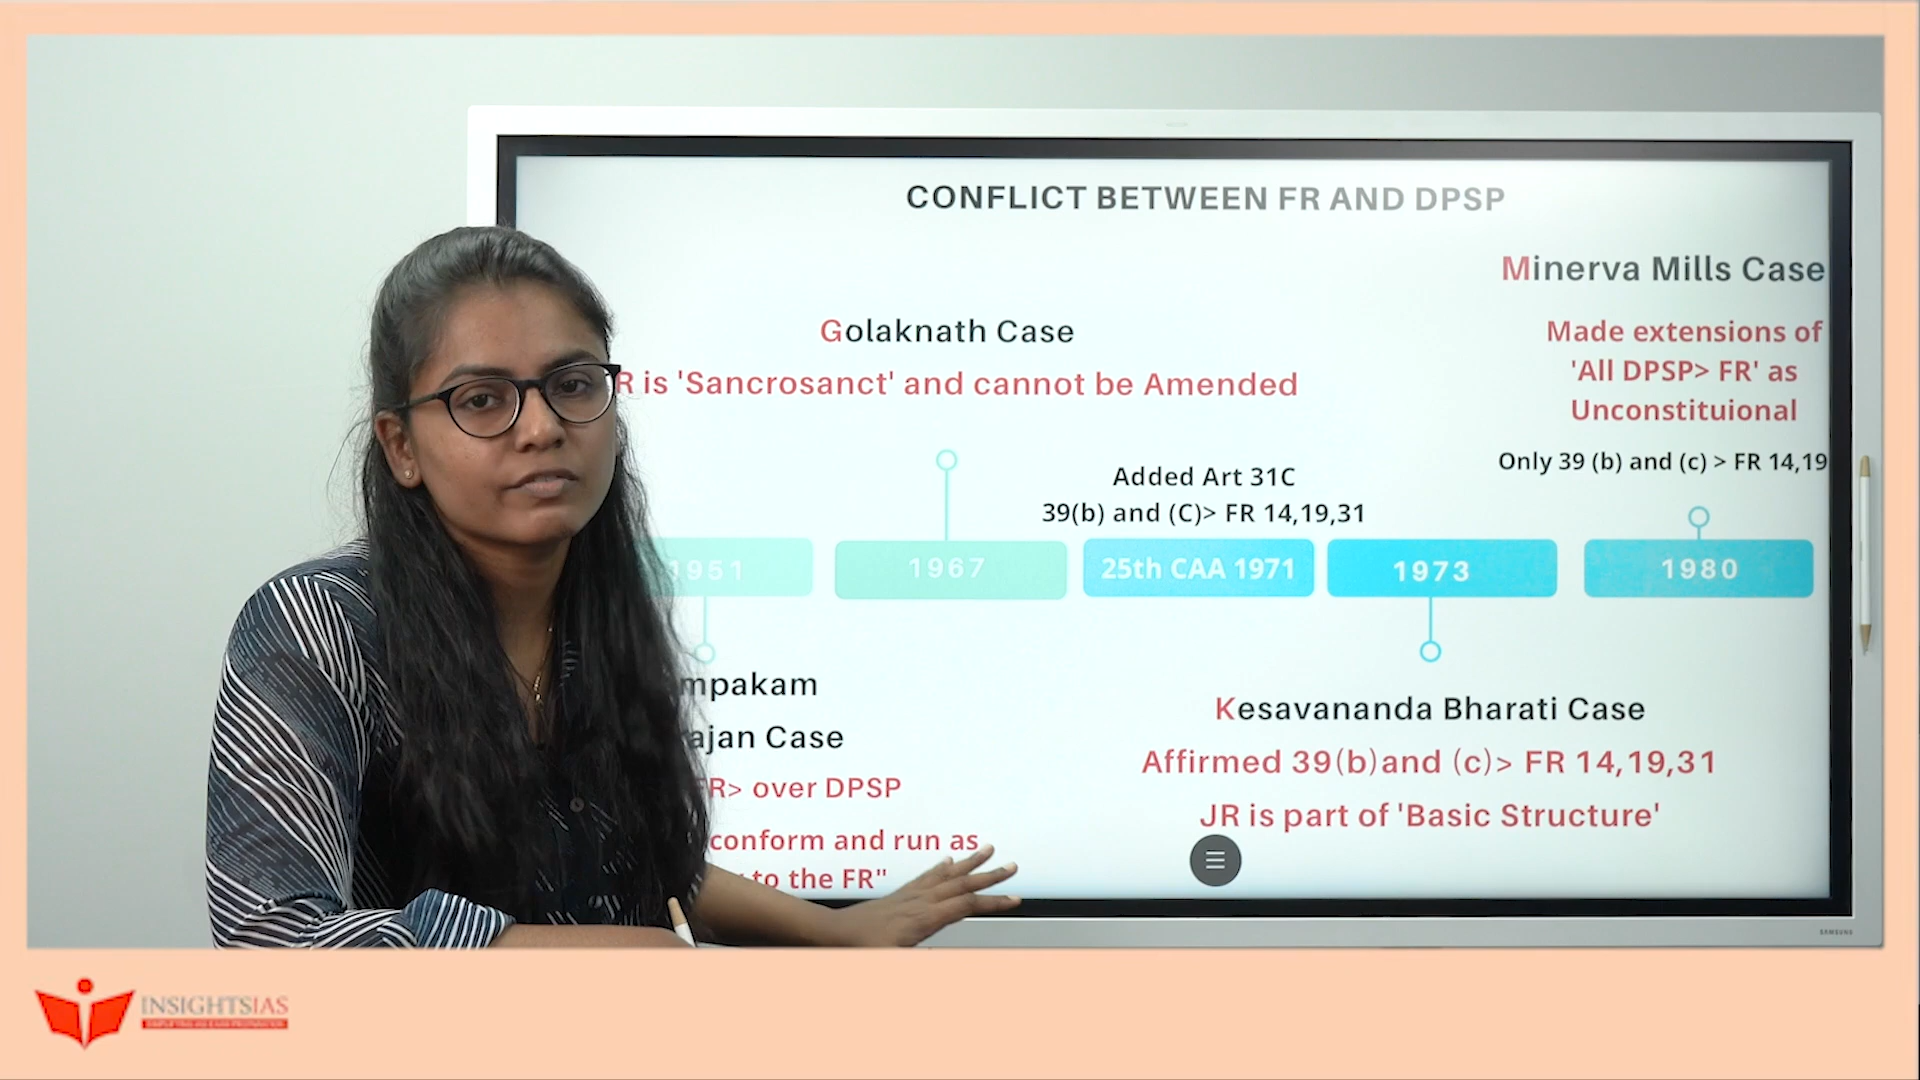 CONFLICT BETWEEN FR AND DPSP
Minerva Mills Case
Made extensions of
'All DPSP> FR' as
Unconstituional
Only 39 (b) and (c) > FR 14,19
Golaknath Case
R is 'Sancrosanct' and cannot be Amended
Added Art 31C
39(b) and (C)> FR 14,19,31
1951
1967
25th CAA 1971
1973
1980
mpakam
ajan Case
FR> over DPSP
conform and run as
to the FR"
Kesavananda Bharati Case
Affirmed 39(b)and (c)> FR 14,19,31
JR is part of 'Basic Structure'
SAMSUNG
INSIGHTSIAS